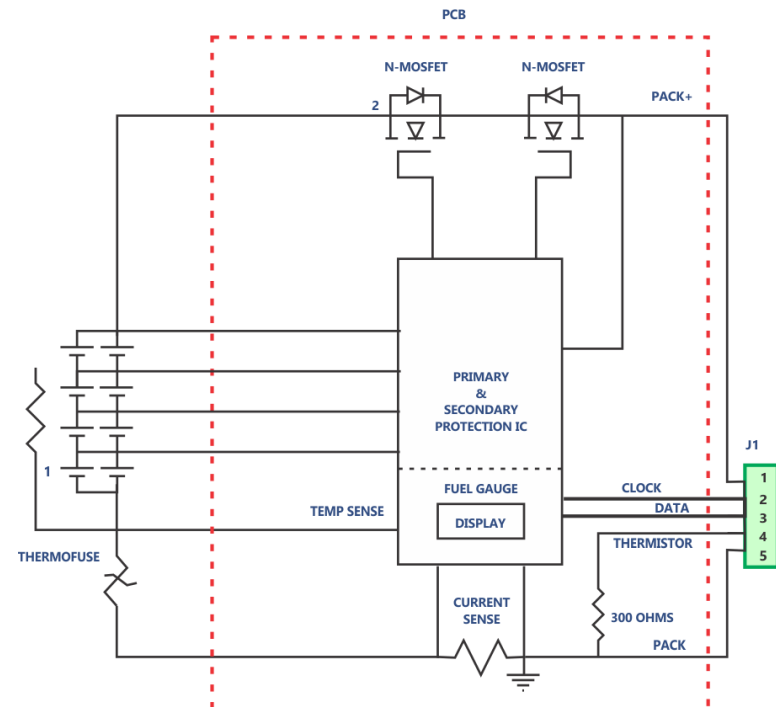 PCB
N-MOSFET
N-MOSFET
2
PACK+
PRIMARY
&
SECONDARY
PROTECTION IC
1
J1
1
2
3
4
5
CLOCK
DATA
THERMISTOR
FUEL GAUGE
DISPLAY
TEMP SENSE
THERMOFUSE
CURRENT
SENSE
300 OHMS
PACK